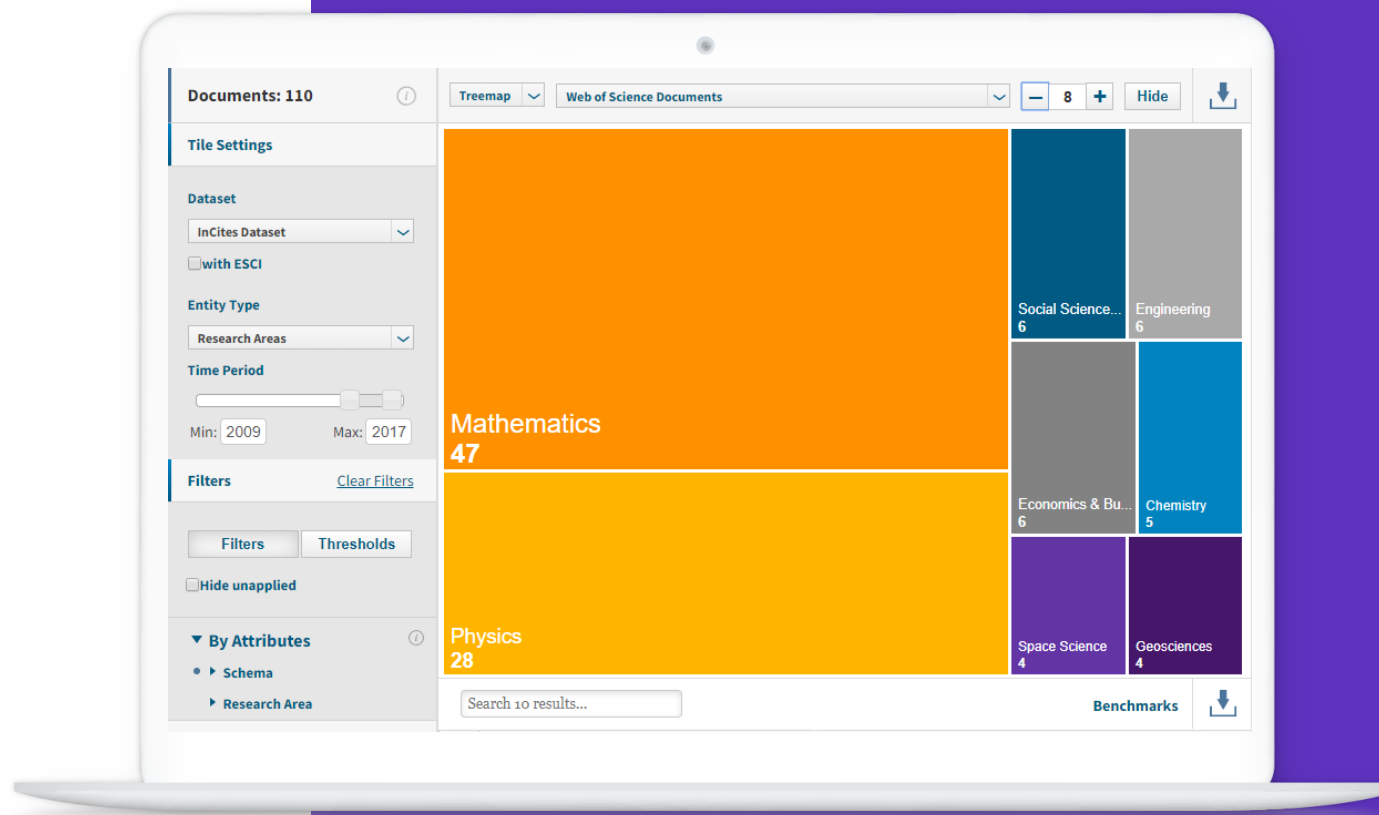 Documents: 110
i
Treemap
Web of Science Documents
– 8 +
Hide
Tile Settings
Dataset
InCites Dataset
with ESCI
Entity Type
Research Areas
Time Period
Min: 2009 Max: 2017
Filters Clear Filters
Filters Thresholds
Hide unapplied
By Attributes
i
Schema
Research Area
Mathematics
47
Physics
28
Social Science...
6
Engineering
6
Economics & Bu...
6
Chemistry
5
Space Science
4
Geosciences
4
Search 10 results...
Benchmarks